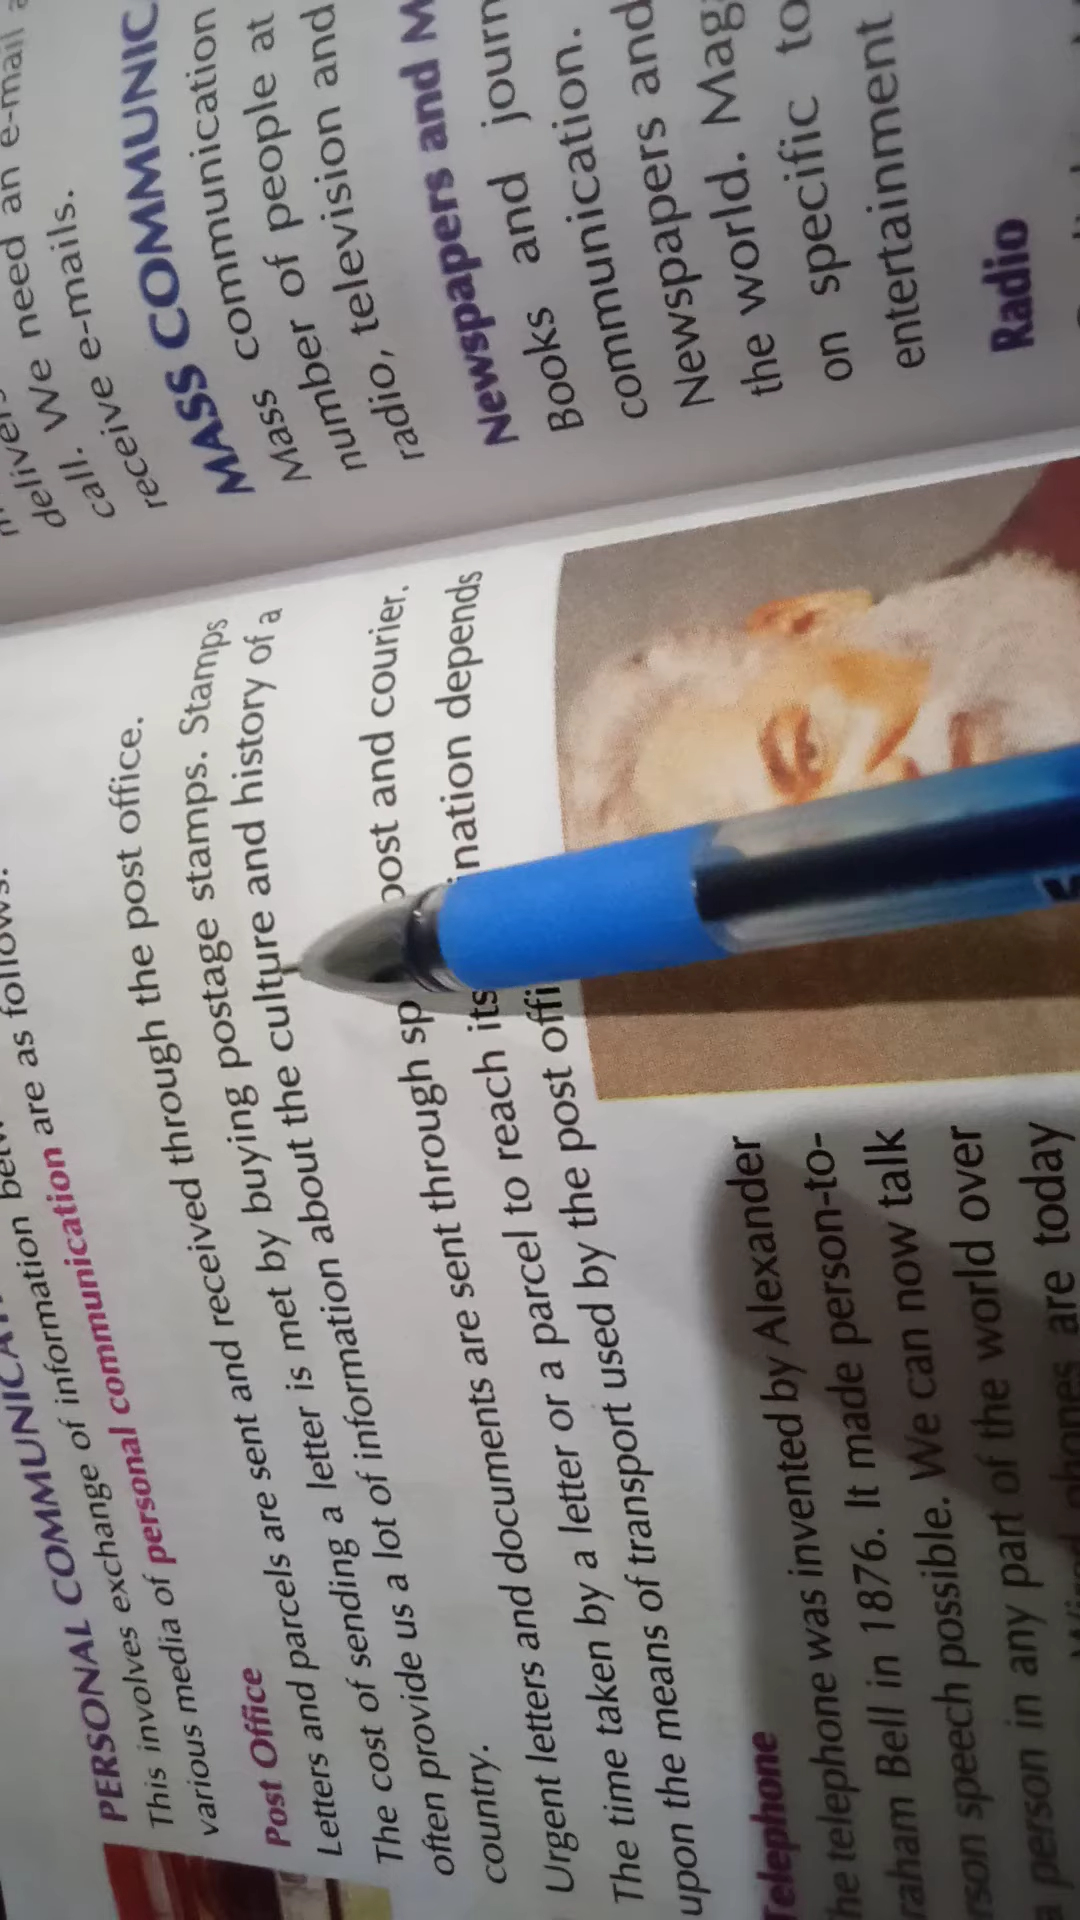 PERSONAL COMMUNICAT
This involves exchange of information betw
various media of personal communication are as follows:
Post Office
Letters and parcels are sent and received through the post office.
The cost of sending a letter is met by buying postage stamps. Stamps
often provide us a lot of information about the culture and history of a
country.
Urgent letters and documents are sent through sp post and courier.
The time taken by a letter or a parcel to reach its ination depends
upon the means of transport used by the post offi
Telephone
he telephone was invented by Alexander
raham Bell in 1876. It made person-to-
rson speech possible. We can now talk
a person in any part of the world over
phones are today
delivers
call. We need an e-mail a
receive e-mails.
MASS COMMUNIC
Mass communication
Mass of people at
number of television and
radio,
Newspapers and M
Books and journ
communication.
Newspapers and
the world. Mag
on specific to
entertainment
Radio